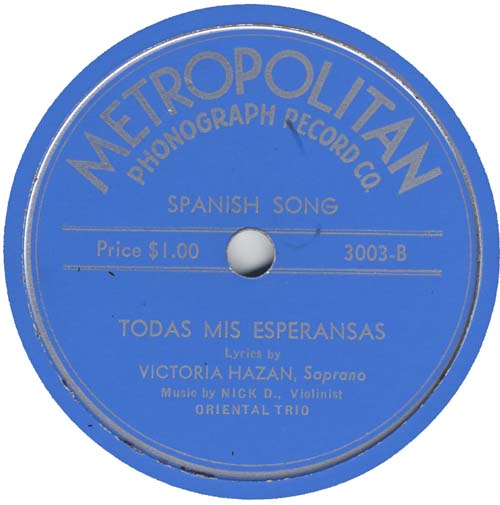 METROPOLITAN
PHONOGRAPH RECORD CO.
SPANISH SONG
Price $1.00
3003-B
TODAS MIS ESPERANSAS
Lyrics by
VICTORIA HAZAN, Soprano
Music by NICK D., Violinist
ORIENTAL TRIO